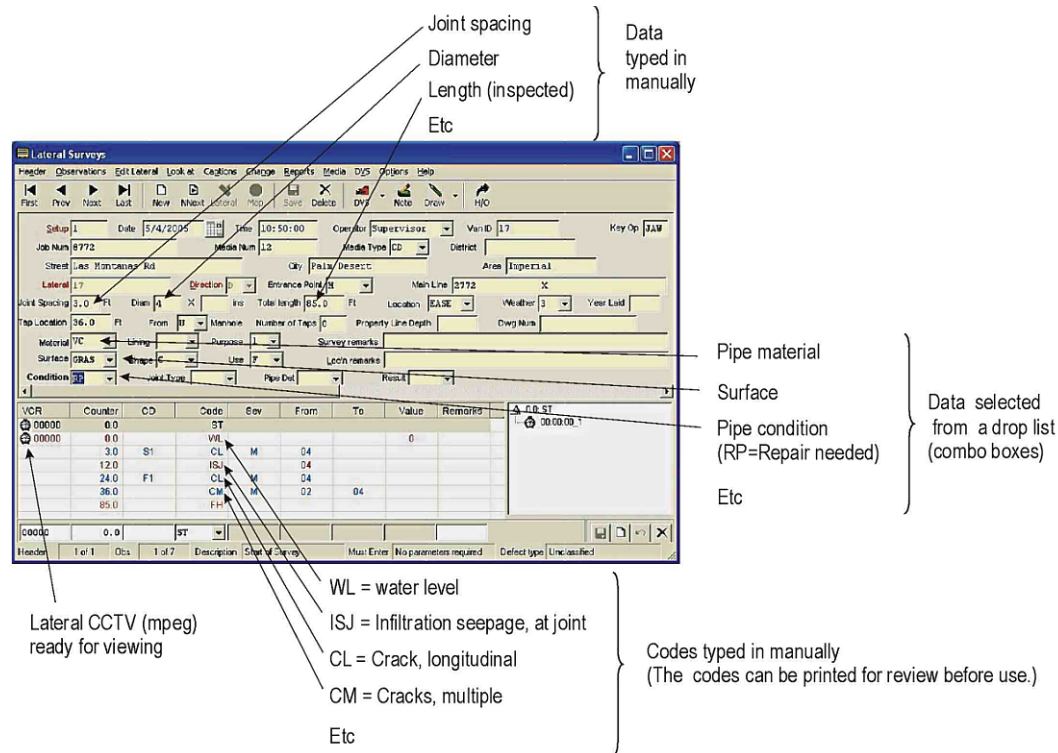 Joint spacing
Diameter
Length (inspected)
Etc
Data
typed in
manually
Lateral Surveys
Header Observations Edit Lateral Look at Captions Change Reports Media DVS Options Help
First Prev Next Last New NNext Lateral Map Save Delete DVS Note Draw H/O
Setup 1 Date 5/4/2005 Time 10:50:00 Operator Supervisor Van ID 17 Key Op JAW
Job Num 8772 Media Num 12 Media Type CD District
Street Las Montanas Rd City Palm Desert Area Imperial
Lateral 17 Direction D Entrance Point M Main Line 2772 X
Joint Spacing 3.0 Ft Diam 4 X ins Total length 85.0 Ft Location EASE Weather 3 Year Laid
Tap Location 36.0 Ft From U Manhole Number of Taps 0 Property Line Depth Dwg Num
Material VC Lining Purpose 1 Survey remarks
Surface GRAS Shape C Use F Loc'n remarks
Condition RP Joint Type Pipe Det Result
VCR Counter CD Code Sev From To Value Remarks
00000 0.0 ST
00000 0.0 WL 0
3.0 S1 CL M 04
12.0 ISJ 04
24.0 F1 CL M 04
36.0 CM M 02 04
85.0 FH
0.0: ST
00:00:00_1
00000 0.0 ST
Header 1 of 1 Obs 1 of 7 Description Start of Survey Must Enter No parameters required Defect type Unclassified
Pipe material
Surface
Pipe condition
(RP=Repair needed)
Etc
Data selected
from a drop list
(combo boxes)
Lateral CCTV (mpeg)
ready for viewing
WL = water level
ISJ = Infiltration seepage, at joint
CL = Crack, longitudinal
CM = Cracks, multiple
Etc
Codes typed in manually
(The codes can be printed for review before use.)